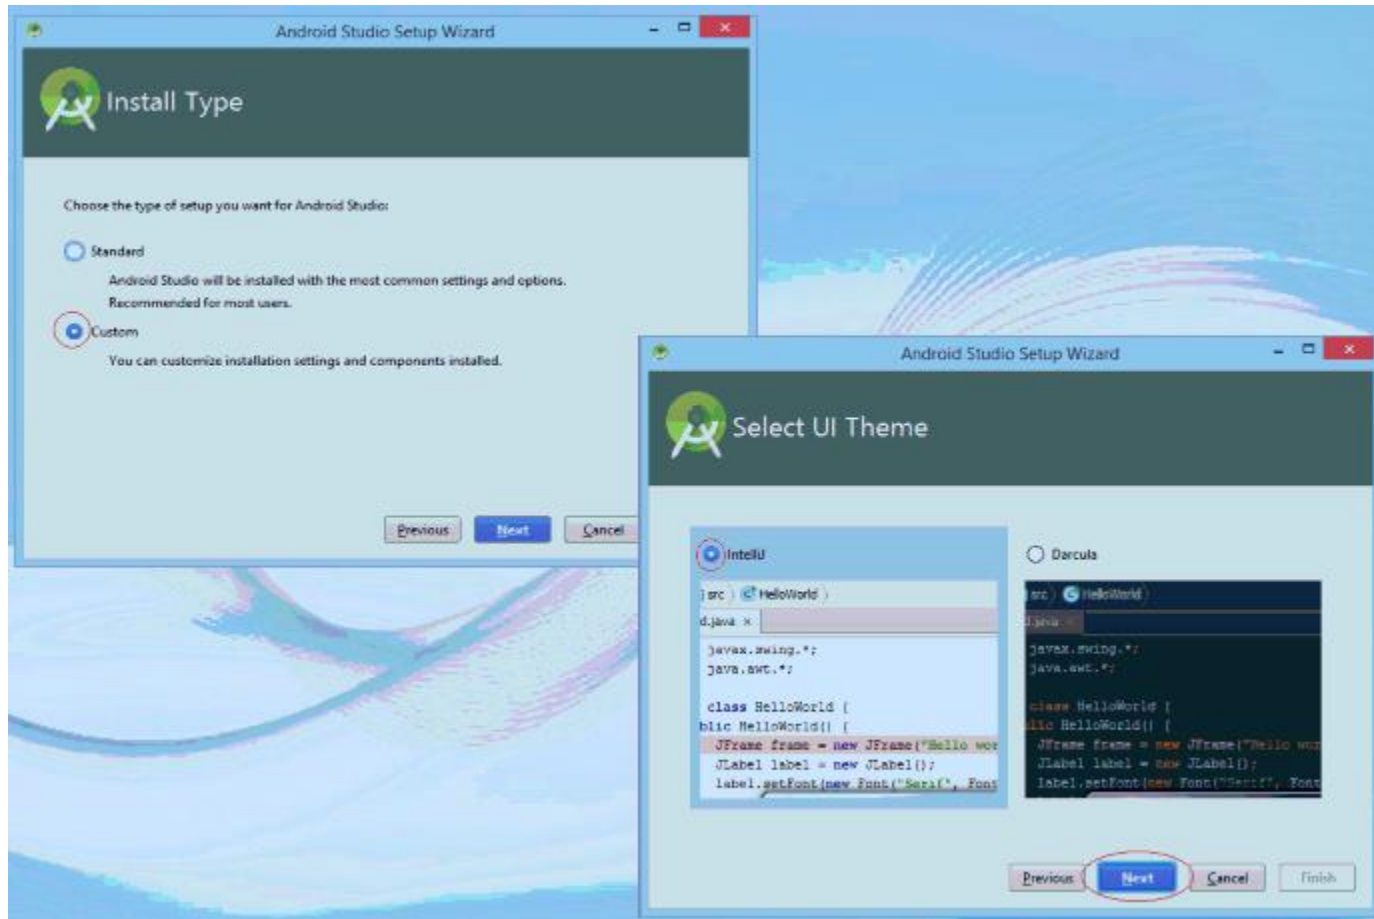 Android Studio Setup Wizard
Install Type
Choose the type of setup you want for Android Studio:
Standard
Android Studio will be installed with the most common settings and options.
Recommended for most users.
Custom
You can customize installation settings and components installed.
Previous Next Cancel
Android Studio Setup Wizard
Select UI Theme
IntelliJ
src HelloWorld
d.java ×
javax.swing.*;
java.awt.*;
class HelloWorld {
blic HelloWorld() {
JFrame frame = new JFrame("Hello wor
JLabel label = new JLabel();
label.setFont(new Font("Serif", Font
Darcula
src HelloWorld
d.java ×
javax.swing.*;
java.awt.*;
class HelloWorld {
blic HelloWorld() {
JFrame frame = new JFrame("Hello wor
JLabel label = new JLabel();
label.setFont(new Font("Serif", Font
Previous Next Cancel Finish